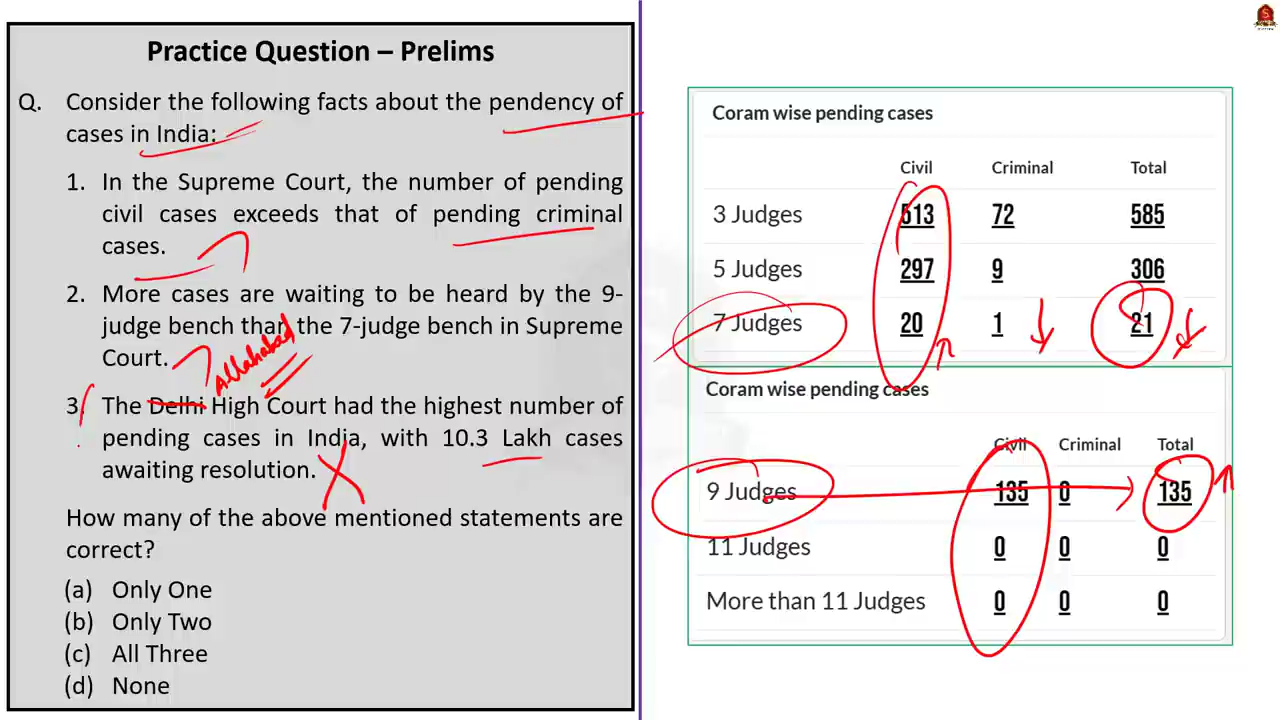 Practice Question – Prelims
Q. Consider the following facts about the pendency of
cases in India:
1. In the Supreme Court, the number of pending
civil cases exceeds that of pending criminal
cases.
2. More cases are waiting to be heard by the 9-
judge bench than the 7-judge bench in Supreme
Court.
Allahabad
3. The Delhi High Court had the highest number of
pending cases in India, with 10.3 Lakh cases
awaiting resolution.
How many of the above mentioned statements are
correct?
(a) Only One
(b) Only Two
(c) All Three
(d) None
Coram wise pending cases
Civil Criminal Total
3 Judges 513 72 585
5 Judges 297 9 306
7 Judges 20 1 21
Coram wise pending cases
Civil Criminal Total
9 Judges 135 0 135
11 Judges 0 0 0
More than 11 Judges 0 0 0